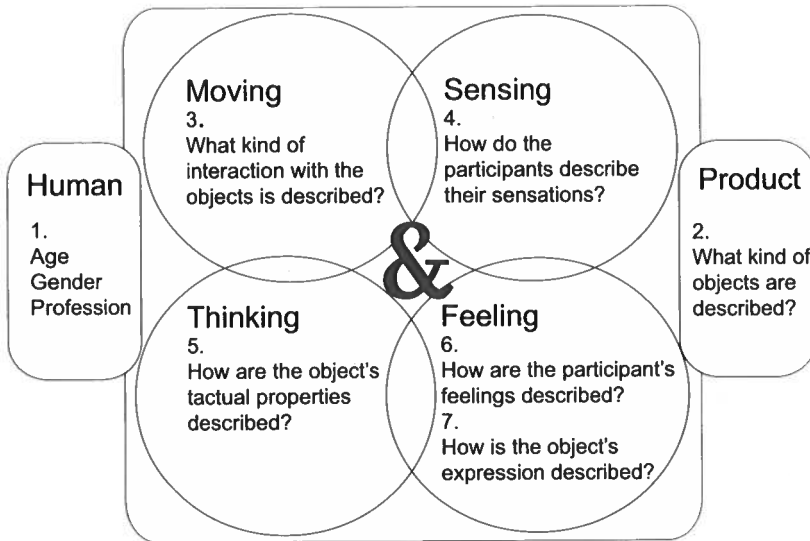 Human
1.
Age
Gender
Profession
Moving
3.
What kind of
interaction with the
objects is described?
Sensing
4.
How do the
participants describe
their sensations?
&
Thinking
5.
How are the object's
tactual properties
described?
Feeling
6.
How are the participant's
feelings described?
7.
How is the object's
expression described?
Product
2.
What kind of
objects are
described?